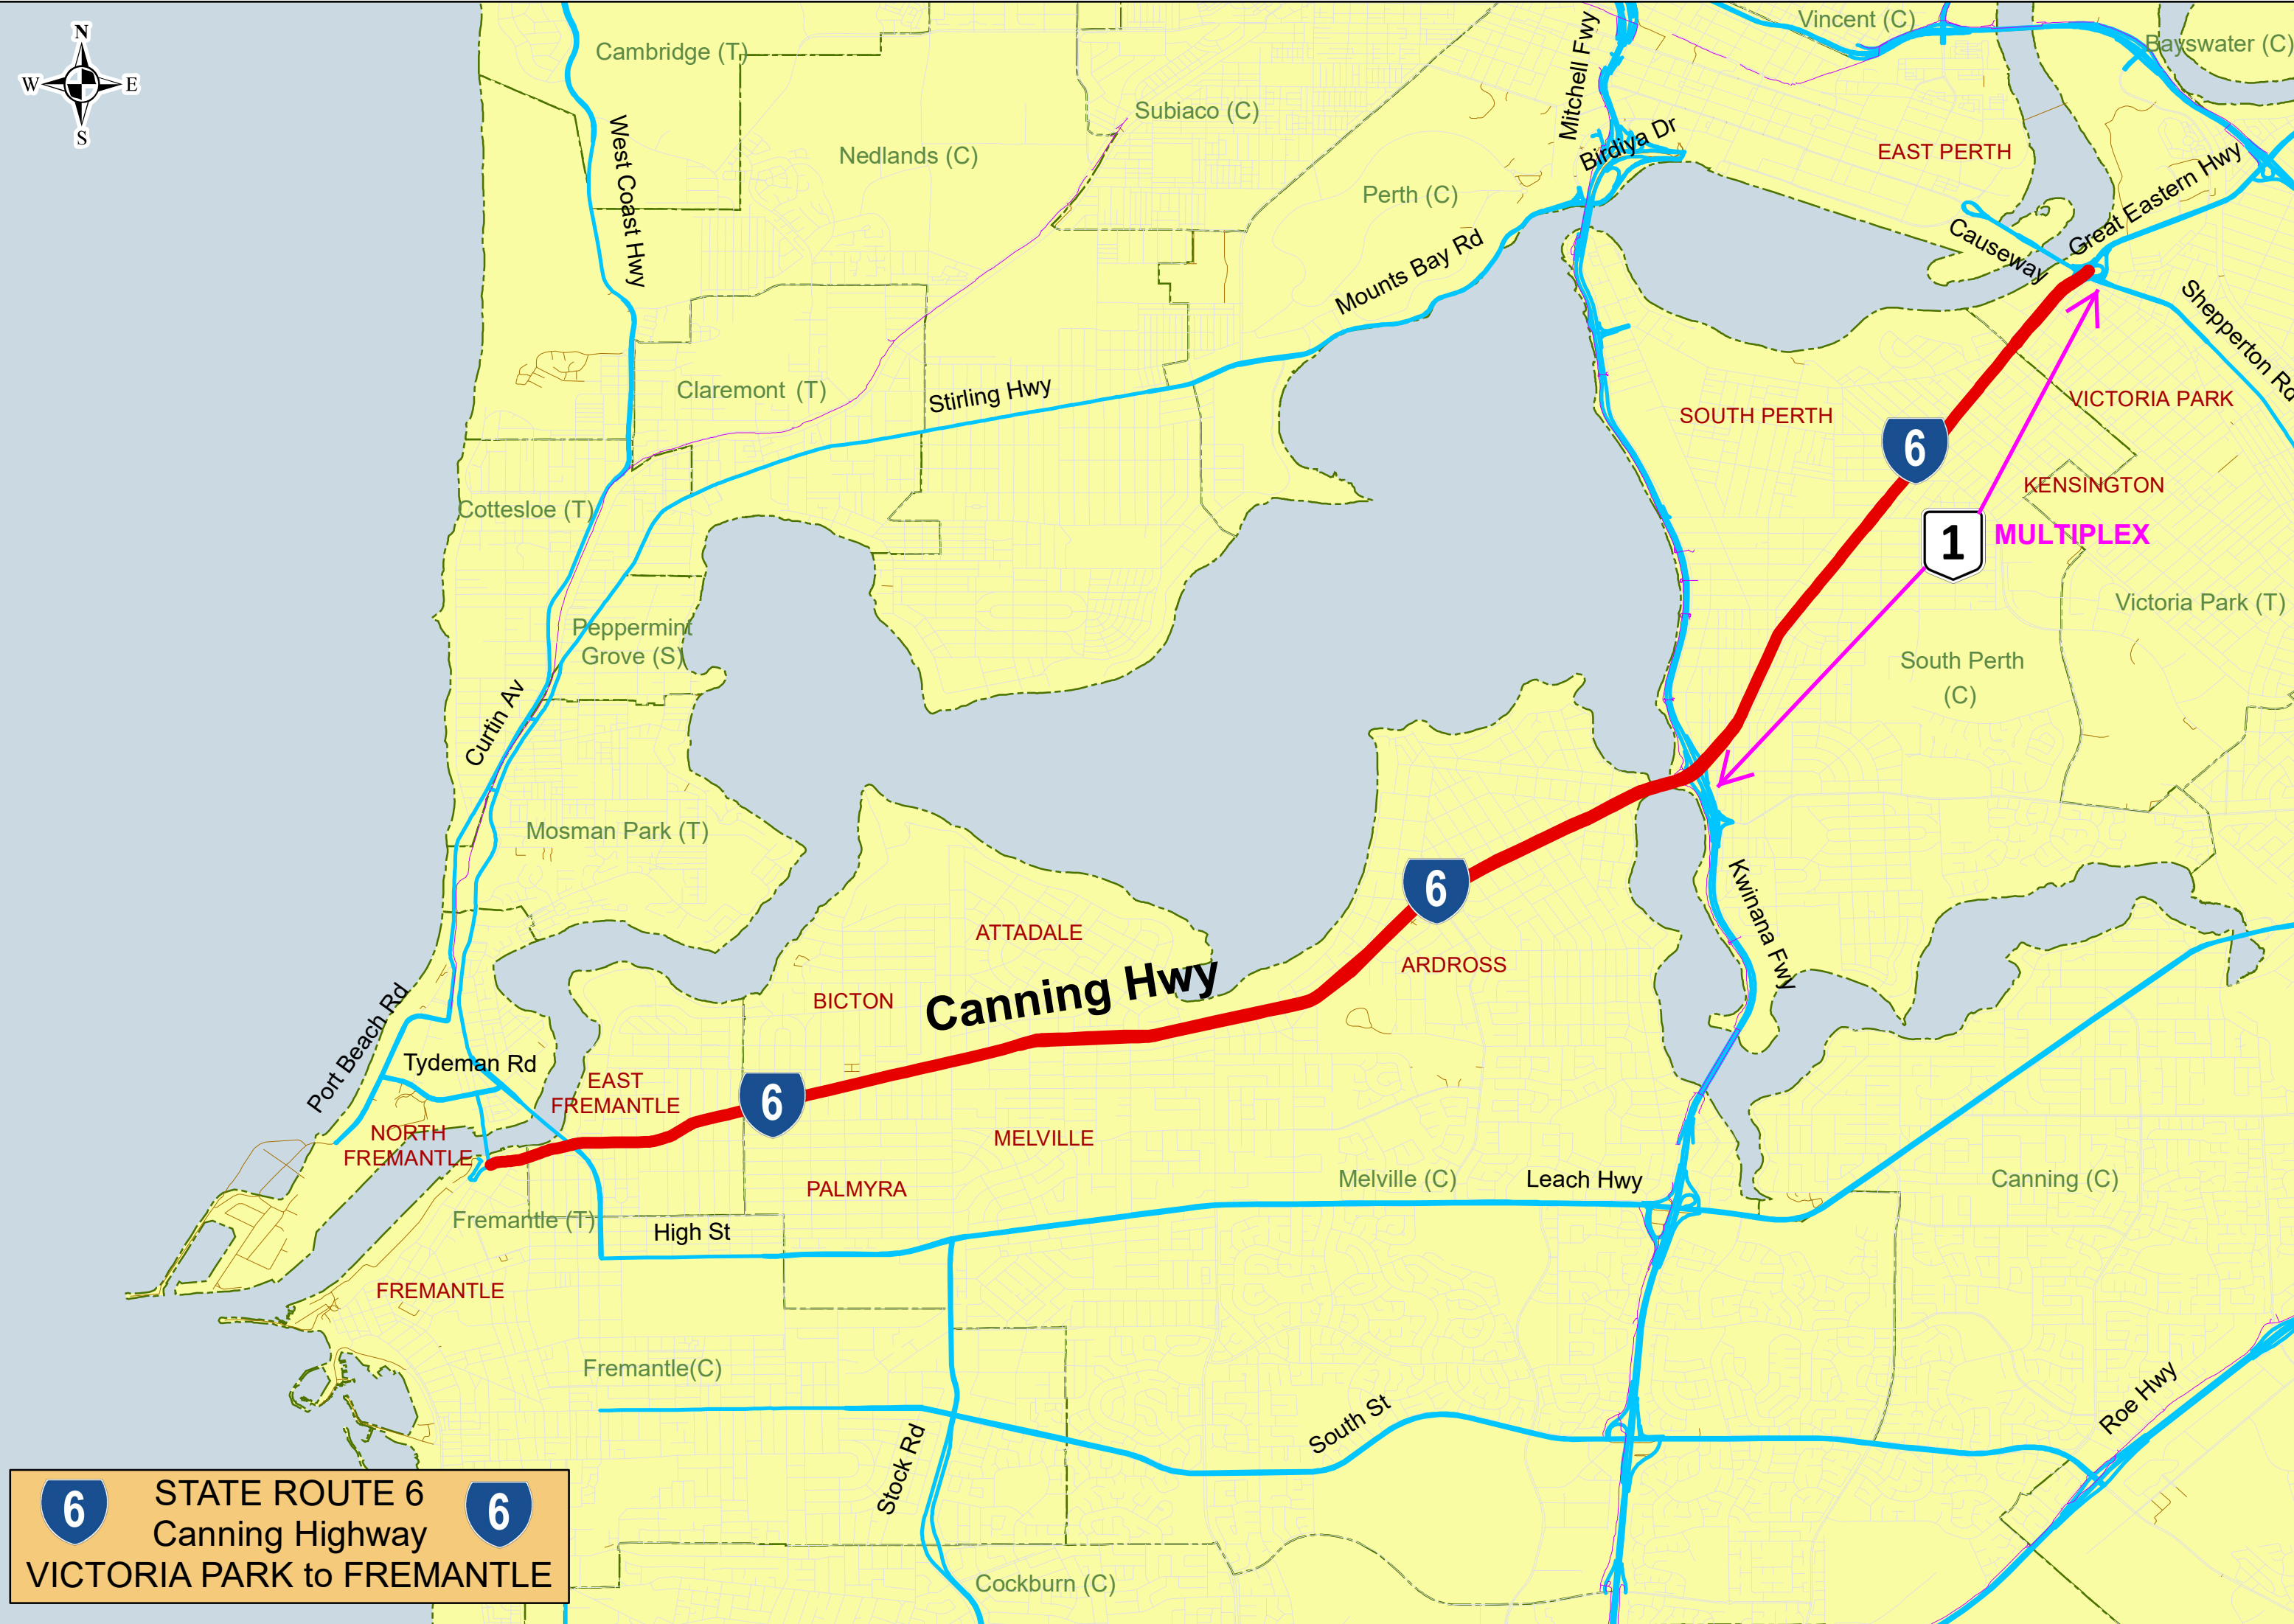 N
W E
S
Cambridge (T)
Vincent (C)
Bayswater (C)
Mitchell Fwy
Subiaco (C)
Birdiya Dr
EAST PERTH
Nedlands (C)
West Coast Hwy
Perth (C)
Great Eastern Hwy
Causeway
Mounts Bay Rd
Shepperton Rd
Claremont (T)
Stirling Hwy
SOUTH PERTH
VICTORIA PARK
6
KENSINGTON
Cottesloe (T)
1
MULTIPLEX
Victoria Park (T)
Peppermint
Grove (S)
South Perth
(C)
Curtin Av
Mosman Park (T)
6
Kwinana Fwy
ATTADALE
ARDROSS
BICTON
Canning Hwy
Port Beach Rd
Tydeman Rd
EAST
FREMANTLE
6
NORTH
FREMANTLE
MELVILLE
PALMYRA
Melville (C)
Leach Hwy
Canning (C)
Fremantle (T)
High St
FREMANTLE
Fremantle(C)
South St
Roe Hwy
Stock Rd
Cockburn (C)
6 STATE ROUTE 6 6
Canning Highway
VICTORIA PARK to FREMANTLE